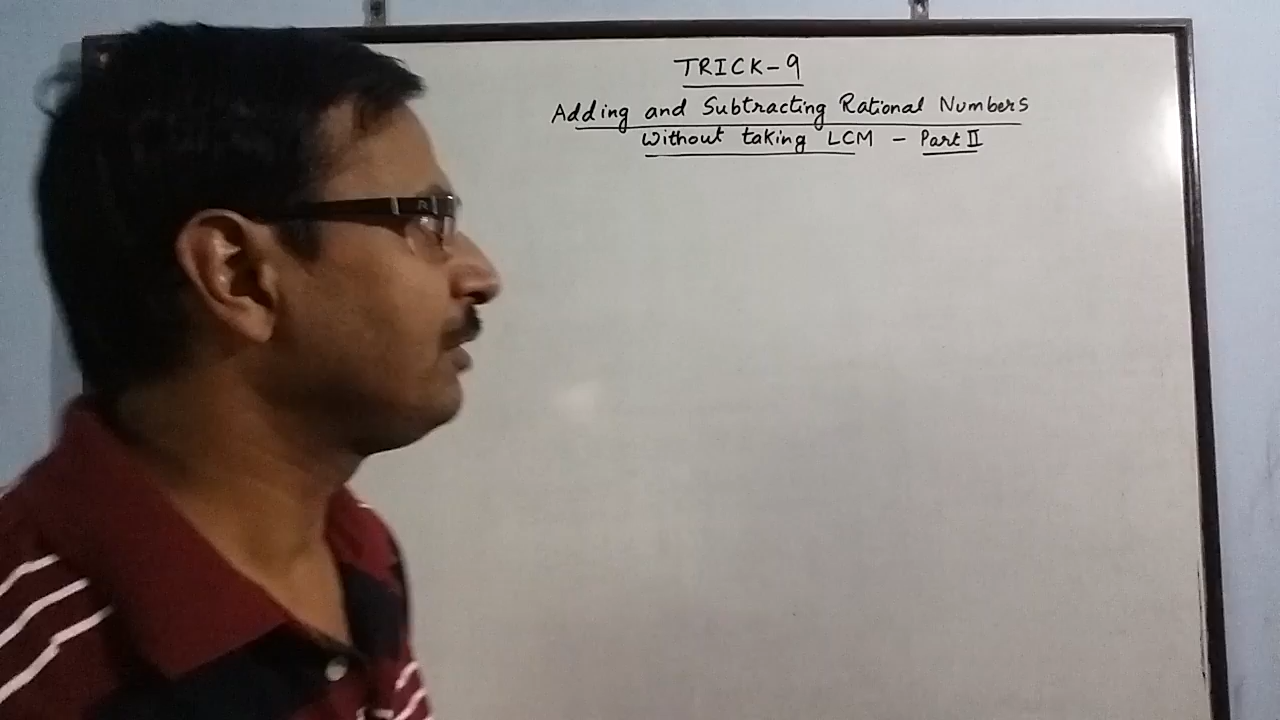 TRICK-9
Adding and Subtracting Rational Numbers
Without taking LCM - Part II